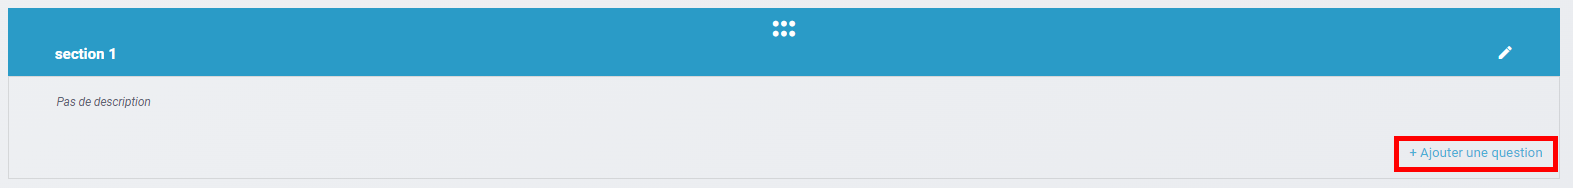 section 1
Pas de description
+ Ajouter une question